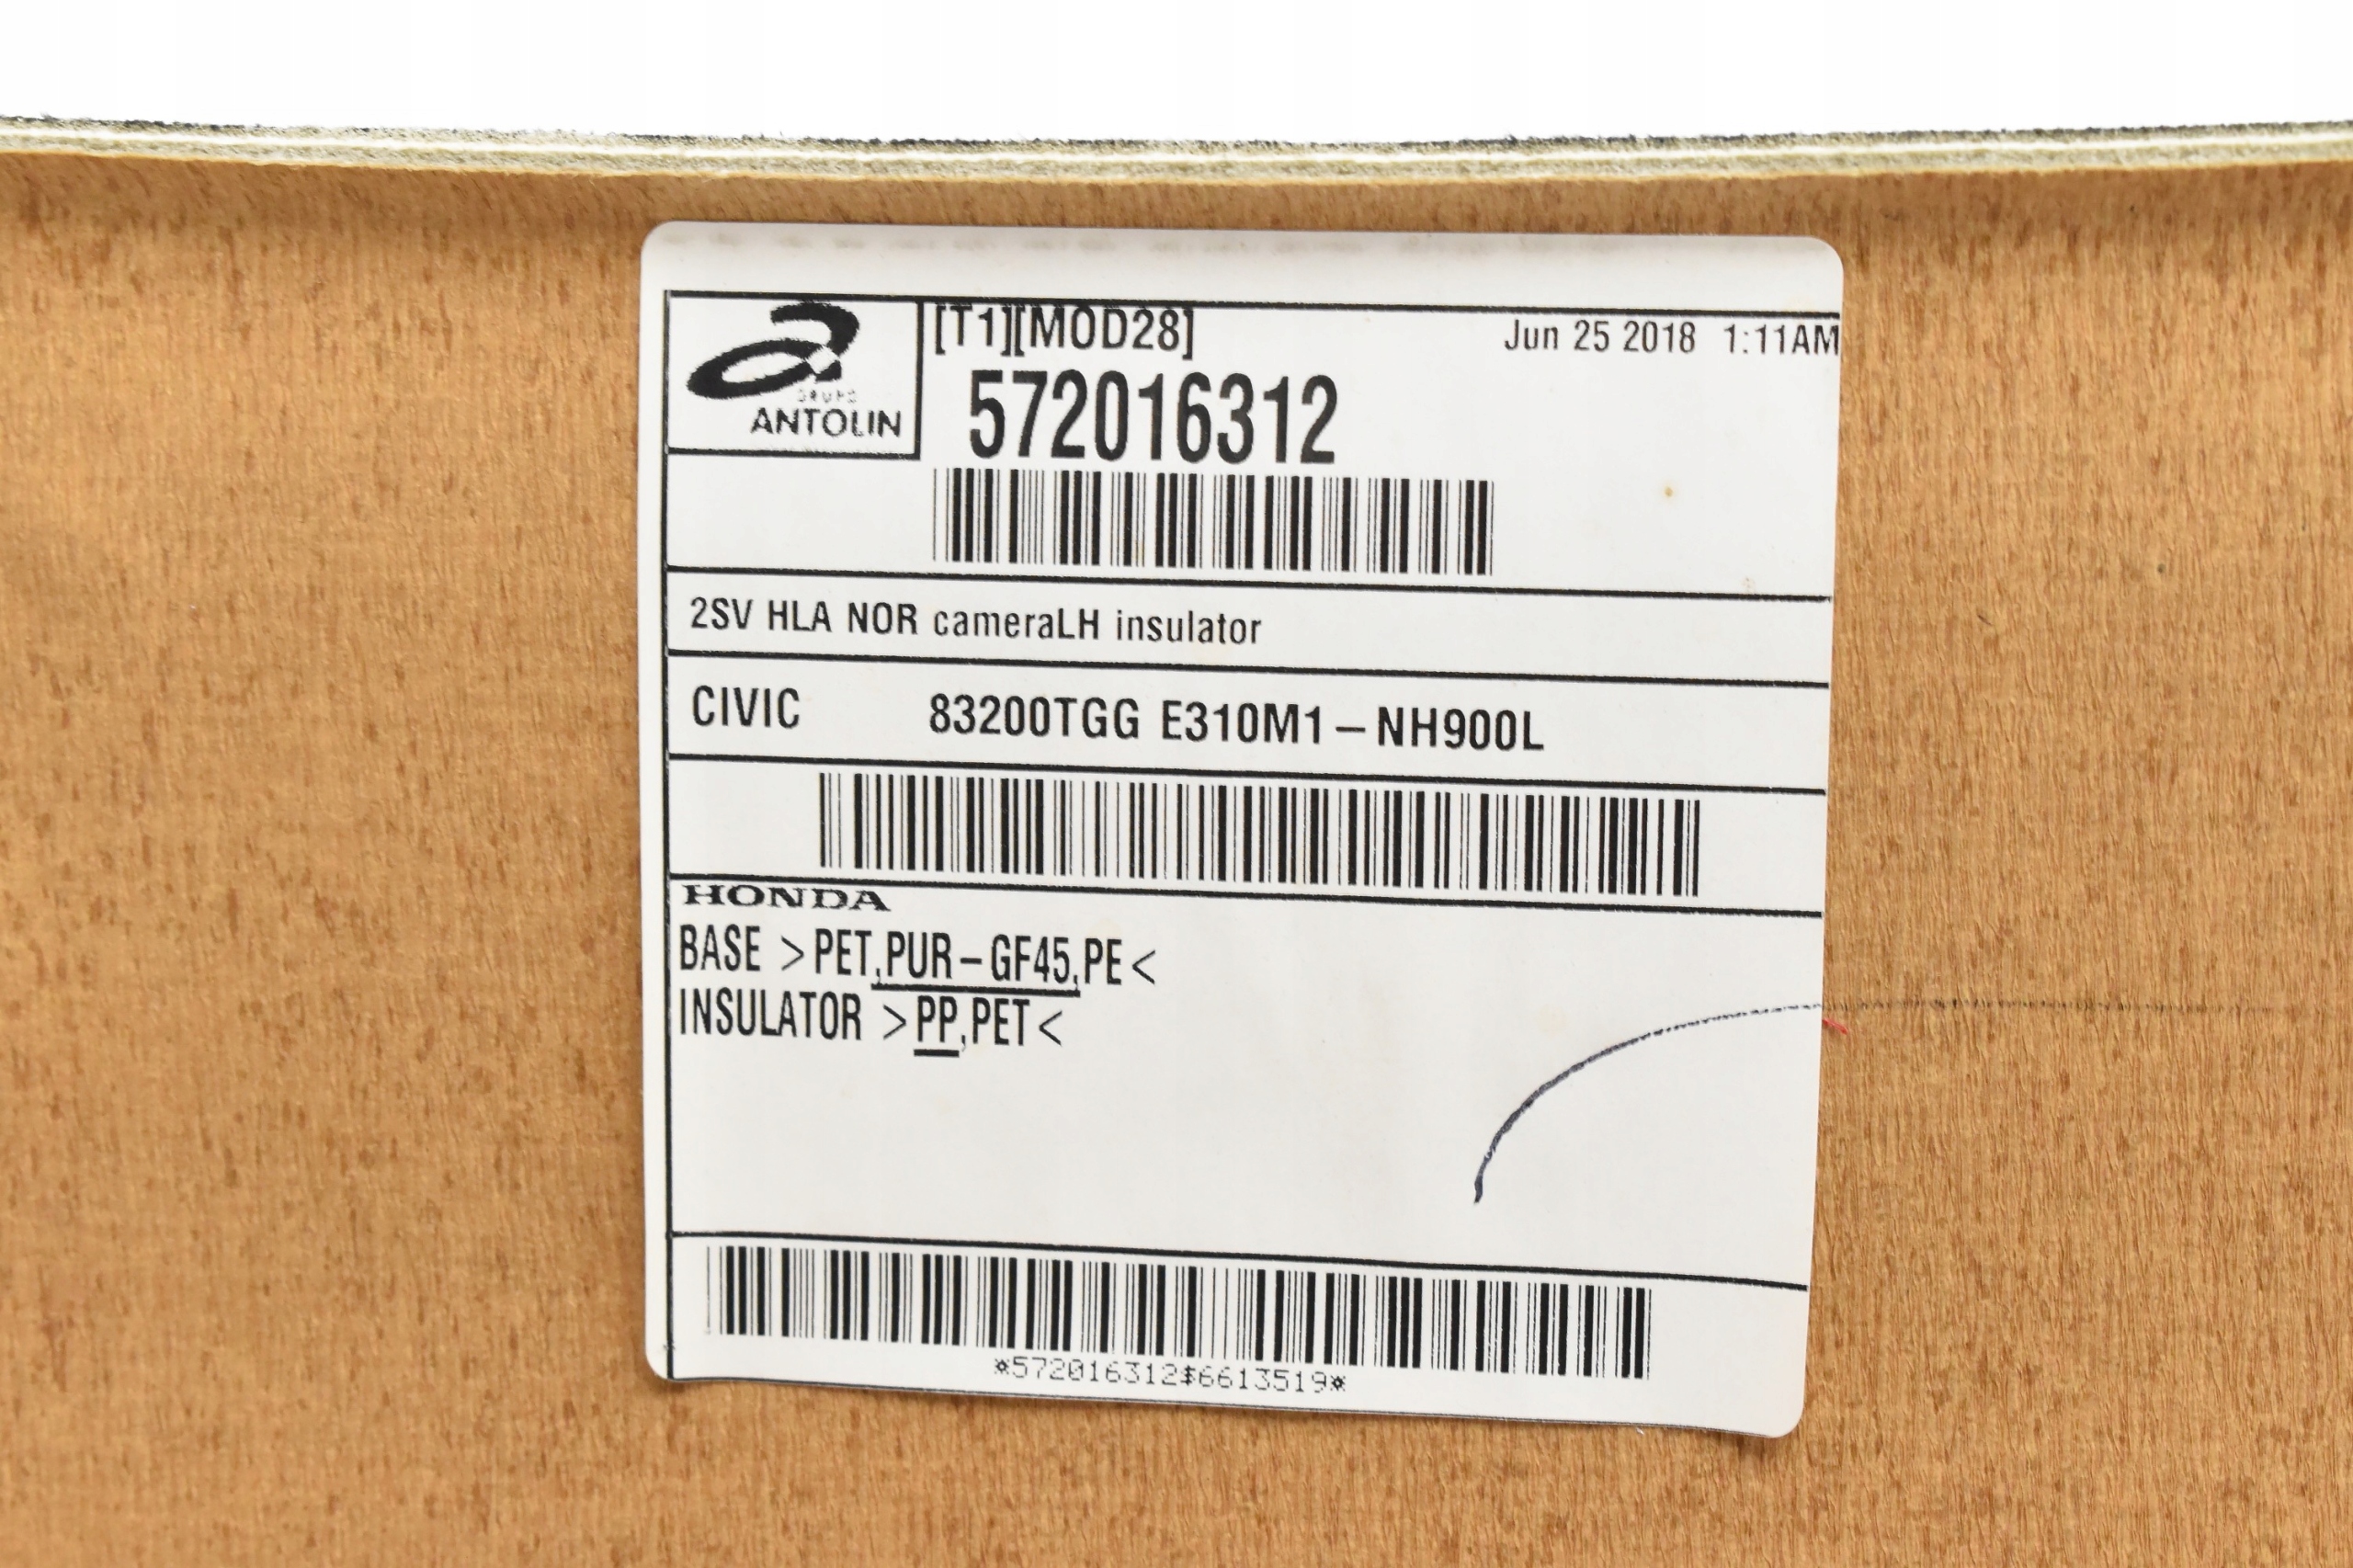 GRUPO
ANTOLIN
[T1][MOD28]
Jun 25 2018 1:11AM
572016312
2SV HLA NOR cameraLH insulator
CIVIC 83200TGG E310M1-NH900L
HONDA
BASE >PET,PUR-GF45,PE<
INSULATOR >PP,PET<
*572016312$6613519*